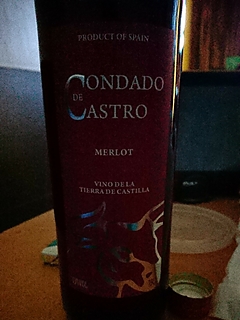 PRODUCT OF SPAIN
CONDADO
DE
CASTRO
MERLOT
VINO DE LA
TIERRA DE CASTILLA